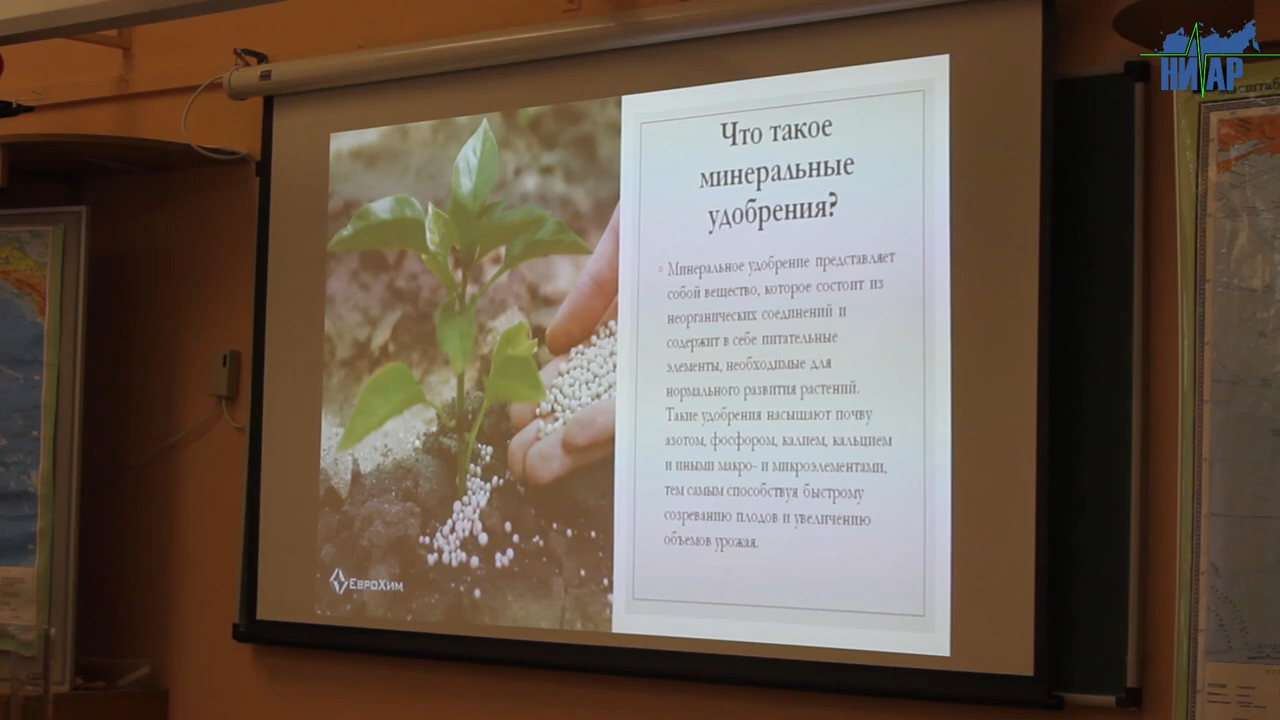 НИАР
Что такое
минеральные
удобрения?
Минеральное удобрение представляет
собой вещество, которое состоит из
неорганических соединений и
содержит в себе питательные
элементы, необходимые для
нормального развития растений.
Такие удобрения насыщают почву
азотом, фосфором, калием, кальцием
и иными макро- и микроэлементами,
тем самым способствуя быстрому
созреванию плодов и увеличению
объемов урожая.
ЕВРОХИМ